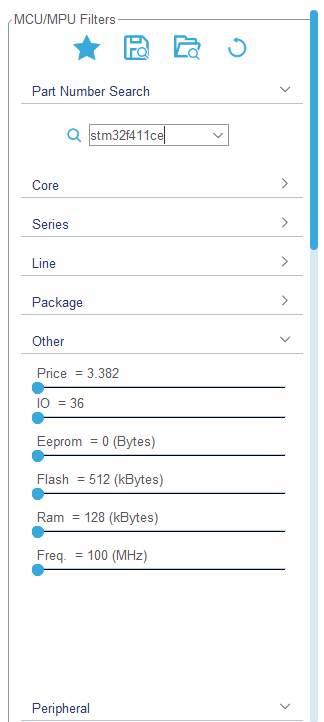 MCU/MPU Filters
Part Number Search
stm32f411ce
Core
Series
Line
Package
Other
Price = 3.382
IO = 36
Eeprom = 0 (Bytes)
Flash = 512 (kBytes)
Ram = 128 (kBytes)
Freq. = 100 (MHz)
Peripheral